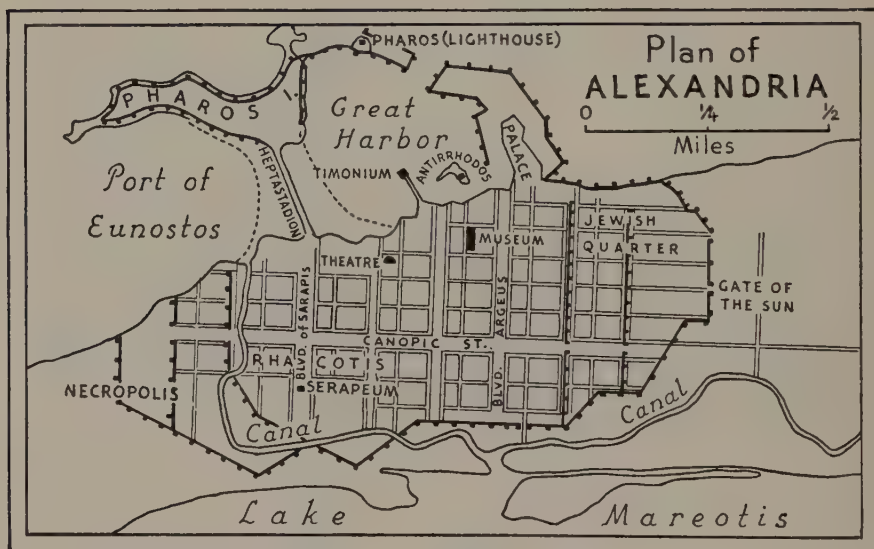 PHAROS (LIGHTHOUSE)
Plan of
ALEXANDRIA
0 1/4 1/2
Miles
PHAROS I.
Great
Harbor
Port of
Eunostos
HEPTASTADION
TIMONIUM
ANTIRRHODOS
PALACE
JEWISH
QUARTER
MUSEUM
THEATRE
GATE OF
THE SUN
BLVD. of SARAPIS
BLVD. ARGEUS
CANOPIC ST.
RHACOTIS
NECROPOLIS
SERAPEUM
Canal
Canal
Lake Mareotis